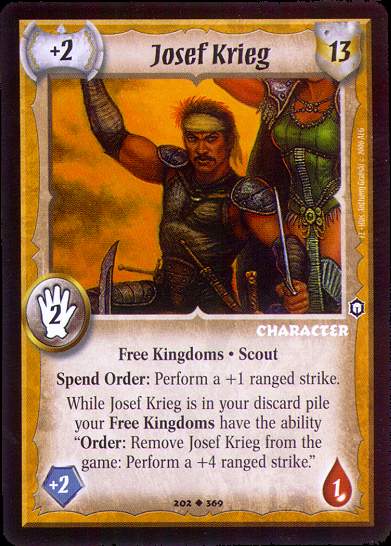 +2
Josef Krieg
13
2
CHARACTER
Free Kingdoms • Scout
Spend Order: Perform a +1 ranged strike.
While Josef Krieg is in your discard pile
your Free Kingdoms have the ability
“Order: Remove Josef Krieg from the
game: Perform a +4 ranged strike.”
+2
202 ◆ 369
1